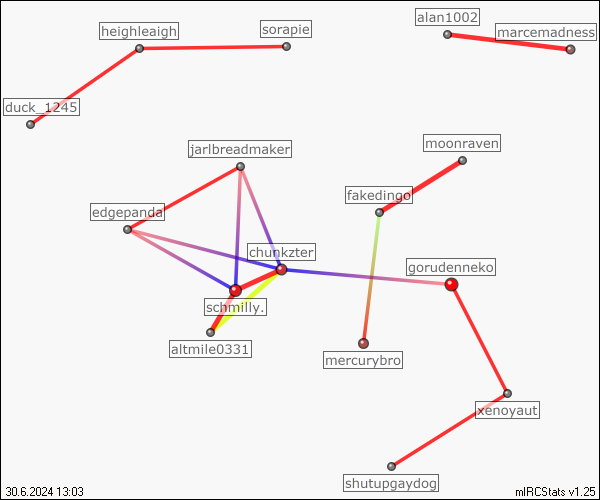 alan1002
heighleaigh
sorapie
marcemadness
duck_1245
moonraven
jarlbreadmaker
fakedingo
edgepanda
chunkzter
gorudenneko
schmilly.
altmile0331
mercurybro
xenoyaut
shutupgaydog
30.6.2024 13:03
mIRCStats v1.25